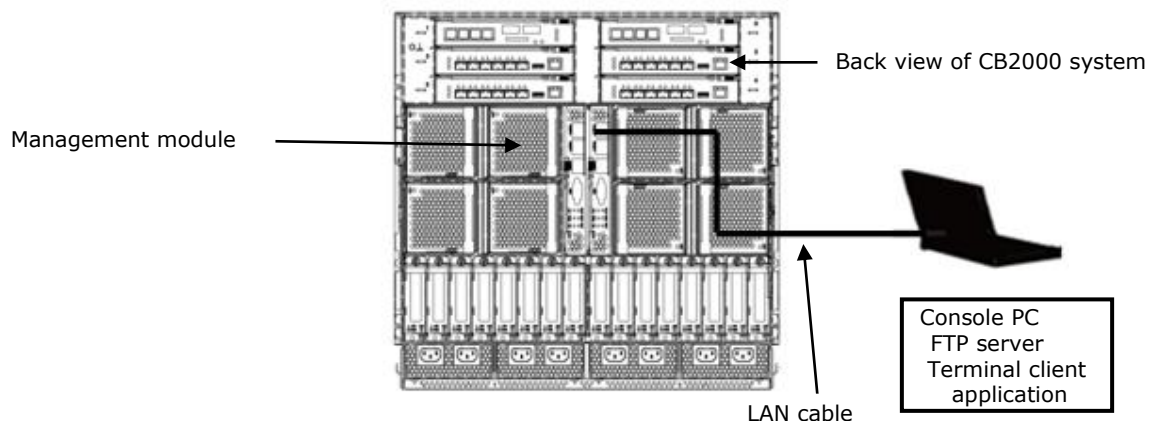 Back view of CB2000 system
Management module
Console PC
FTP server
Terminal client
application
LAN cable